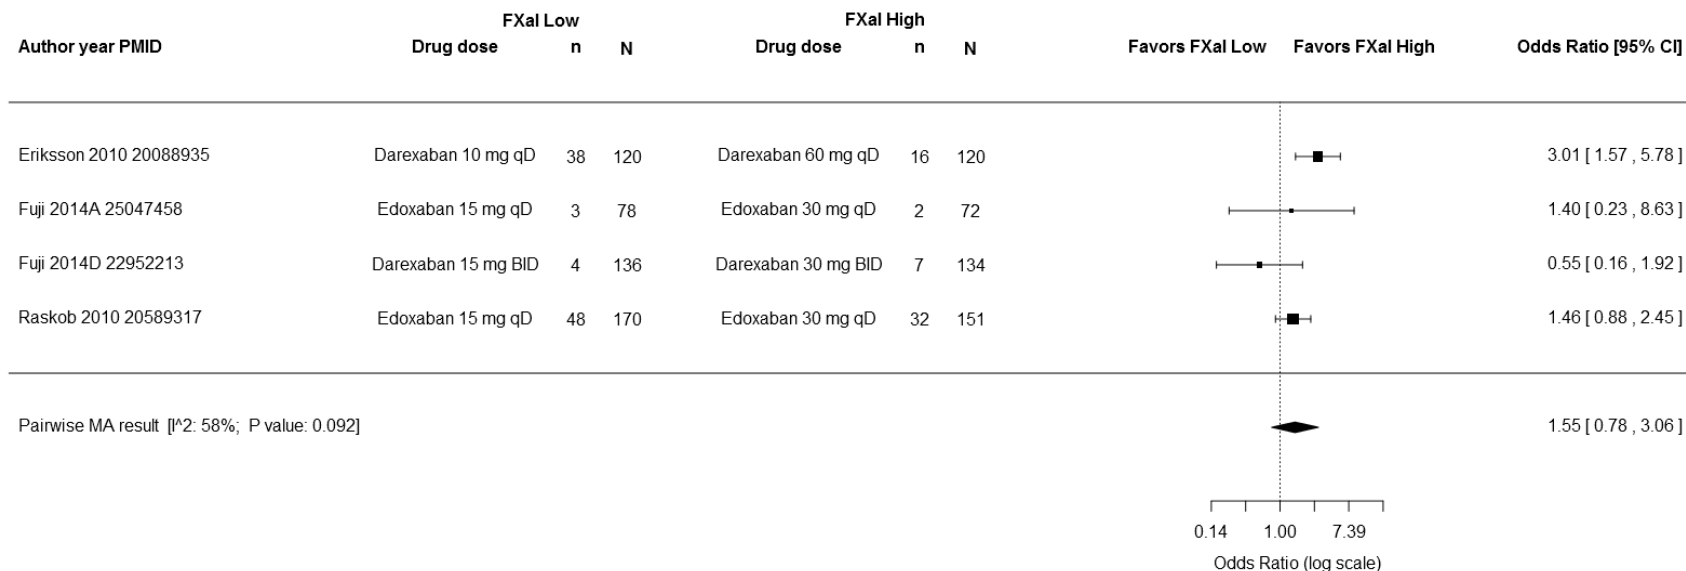 FXaI Low FXaI High
Author year PMID Drug dose n N Drug dose n N Favors FXaI Low Favors FXaI High Odds Ratio [95% CI]
Eriksson 2010 20088935 Darexaban 10 mg qD 38 120 Darexaban 60 mg qD 16 120 3.01 [ 1.57 , 5.78 ]
Fuji 2014A 25047458 Edoxaban 15 mg qD 3 78 Edoxaban 30 mg qD 2 72 1.40 [ 0.23 , 8.63 ]
Fuji 2014D 22952213 Darexaban 15 mg BID 4 136 Darexaban 30 mg BID 7 134 0.55 [ 0.16 , 1.92 ]
Raskob 2010 20589317 Edoxaban 15 mg qD 48 170 Edoxaban 30 mg qD 32 151 1.46 [ 0.88 , 2.45 ]
Pairwise MA result [I^2: 58%; P value: 0.092] 1.55 [ 0.78 , 3.06 ]
0.14 1.00 7.39
Odds Ratio (log scale)